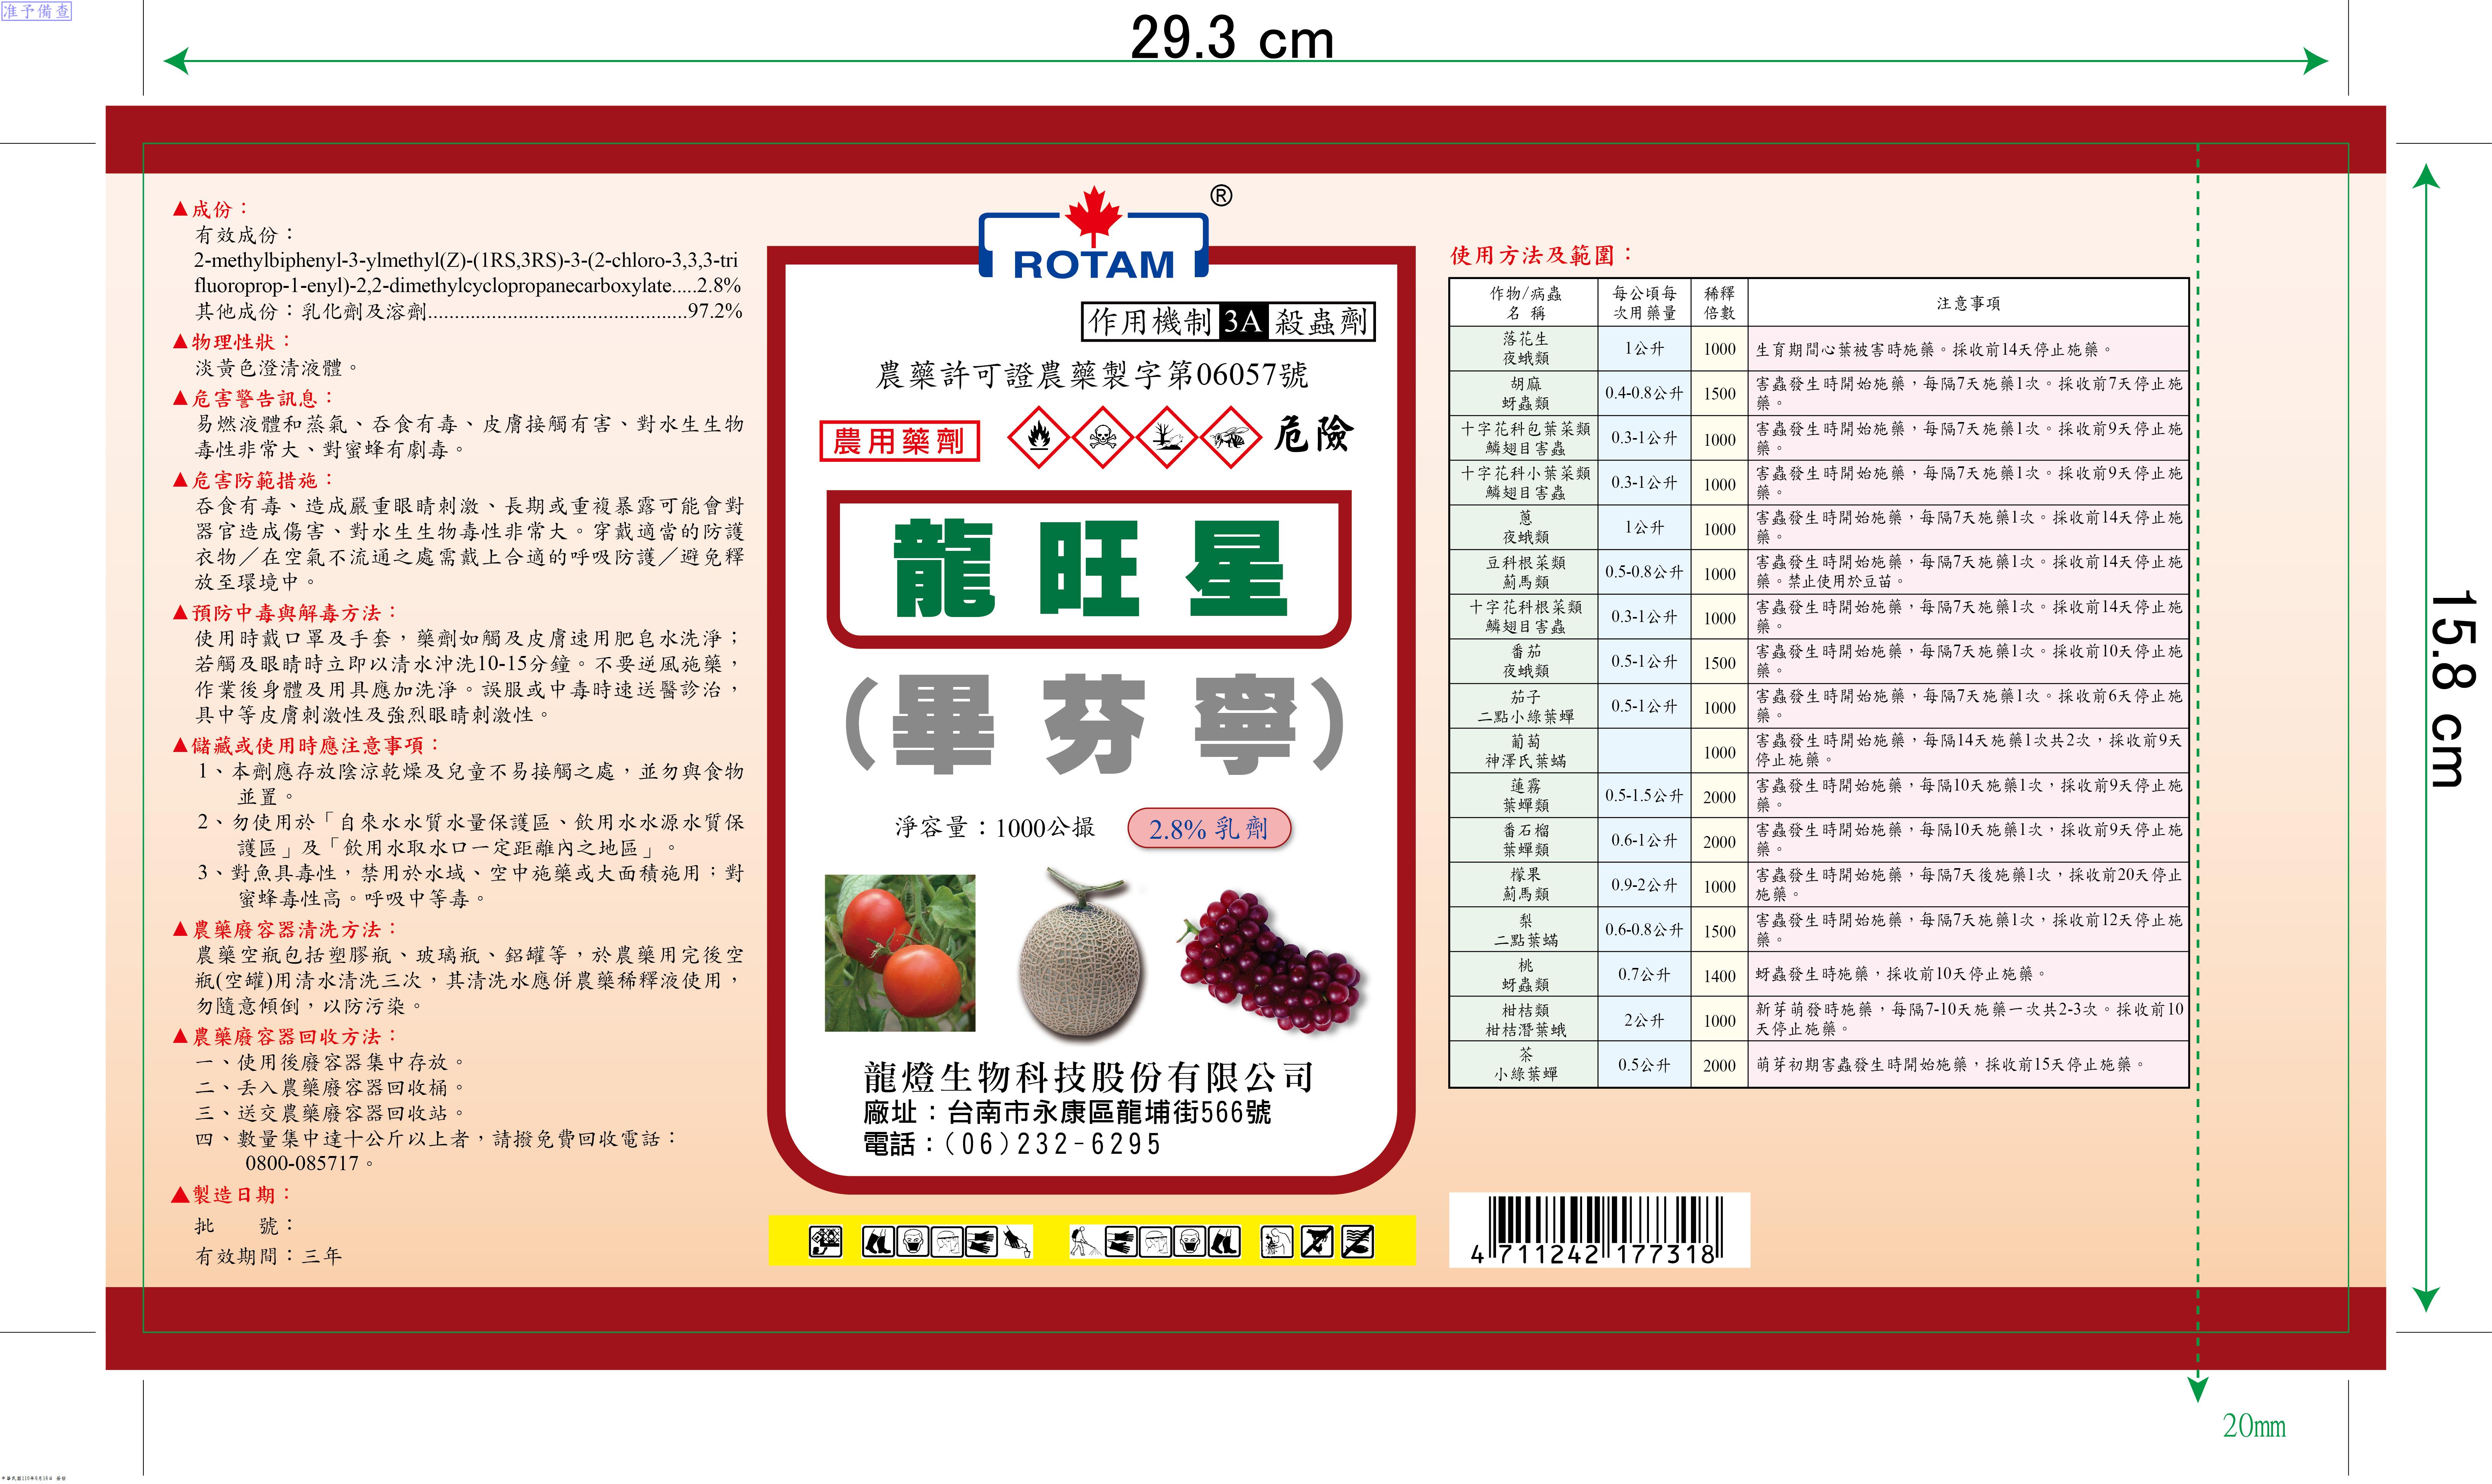 准予備查
29.3 cm
▲成份：
有效成份：
2-methylbiphenyl-3-ylmethyl(Z)-(1RS,3RS)-3-(2-chloro-3,3,3-tri
fluoroprop-1-enyl)-2,2-dimethylcyclopropanecarboxylate.....2.8%
其他成份：乳化劑及溶劑.................................................97.2%
▲物理性狀：
淡黃色澄清液體。
▲危害警告訊息：
易燃液體和蒸氣、吞食有毒、皮膚接觸有害、對水生生物
毒性非常大、對蜜蜂有劇毒。
▲危害防範措施：
吞食有毒、造成嚴重眼睛刺激、長期或重複暴露可能會對
器官造成傷害、對水生生物毒性非常大。穿戴適當的防護
衣物／在空氣不流通之處需戴上合適的呼吸防護／避免釋
放至環境中。
▲預防中毒與解毒方法：
使用時戴口罩及手套，藥劑如觸及皮膚速用肥皂水洗淨；
若觸及眼睛時立即以清水沖洗10-15分鐘。不要逆風施藥，
作業後身體及用具應加洗淨。誤服或中毒時速送醫診治，
具中等皮膚刺激性及強烈眼睛刺激性。
▲儲藏或使用時應注意事項：
1、本劑應存放陰涼乾燥及兒童不易接觸之處，並勿與食物
並置。
2、勿使用於「自來水水質水量保護區、飲用水水源水質保
護區」及「飲用水取水口一定距離內之地區」。
3、對魚具毒性，禁用於水域、空中施藥或大面積施用；對
蜜蜂毒性高。呼吸中等毒。
▲農藥廢容器清洗方法：
農藥空瓶包括塑膠瓶、玻璃瓶、鋁罐等，於農藥用完後空
瓶(空罐)用清水清洗三次，其清洗水應併農藥稀釋液使用，
勿隨意傾倒，以防污染。
▲農藥廢容器回收方法：
一、使用後廢容器集中存放。
二、丟入農藥廢容器回收桶。
三、送交農藥廢容器回收站。
四、數量集中達十公斤以上者，請撥免費回收電話：
0800-085717。
▲製造日期：
批　　號：
有效期間：三年
®
ROTAM
作用機制 3A 殺蟲劑
農藥許可證農藥製字第06057號
農用藥劑 危險
龍旺星
(畢芬寧)
淨容量：1000公撮 2.8% 乳劑
龍燈生物科技股份有限公司
廠址：台南市永康區龍埔街566號
電話：(06)232-6295
使用方法及範圍：
作物/病蟲名 稱 每公頃每次用藥量 稀釋倍數 注意事項
落花生 夜蛾類 1公升 1000 生育期間心葉被害時施藥。採收前14天停止施藥。
胡麻 蚜蟲類 0.4-0.8公升 1500 害蟲發生時開始施藥，每隔7天施藥1次。採收前7天停止施藥。
十字花科包葉菜類 鱗翅目害蟲 0.3-1公升 1000 害蟲發生時開始施藥，每隔7天施藥1次。採收前9天停止施藥。
十字花科小葉菜類 鱗翅目害蟲 0.3-1公升 1000 害蟲發生時開始施藥，每隔7天施藥1次。採收前9天停止施藥。
蔥 夜蛾類 1公升 1000 害蟲發生時開始施藥，每隔7天施藥1次。採收前14天停止施藥。
豆科根菜類 薊馬類 0.5-0.8公升 1000 害蟲發生時開始施藥，每隔7天施藥1次。採收前14天停止施藥。禁止使用於豆苗。
十字花科根菜類 鱗翅目害蟲 0.3-1公升 1000 害蟲發生時開始施藥，每隔7天施藥1次。採收前14天停止施藥。
番茄 夜蛾類 0.5-1公升 1500 害蟲發生時開始施藥，每隔7天施藥1次。採收前10天停止施藥。
茄子 二點小綠葉蟬 0.5-1公升 1000 害蟲發生時開始施藥，每隔7天施藥1次。採收前6天停止施藥。
葡萄 神澤氏葉蟎 1000 害蟲發生時開始施藥，每隔14天施藥1次共2次，採收前9天停止施藥。
蓮霧 葉蟬類 0.5-1.5公升 2000 害蟲發生時開始施藥，每隔10天施藥1次，採收前9天停止施藥。
番石榴 葉蟬類 0.6-1公升 2000 害蟲發生時開始施藥，每隔10天施藥1次，採收前9天停止施藥。
檬果 薊馬類 0.9-2公升 1000 害蟲發生時開始施藥，每隔7天後施藥1次，採收前20天停止施藥。
梨 二點葉蟎 0.6-0.8公升 1500 害蟲發生時開始施藥，每隔7天施藥1次，採收前12天停止施藥。
桃 蚜蟲類 0.7公升 1400 蚜蟲發生時施藥，採收前10天停止施藥。
柑桔類 柑桔潛葉蛾 2公升 1000 新芽萌發時施藥，每隔7-10天施藥一次共2-3次。採收前10天停止施藥。
茶 小綠葉蟬 0.5公升 2000 萌芽初期害蟲發生時開始施藥，採收前15天停止施藥。
4 711242 177318
15.8 cm
20mm